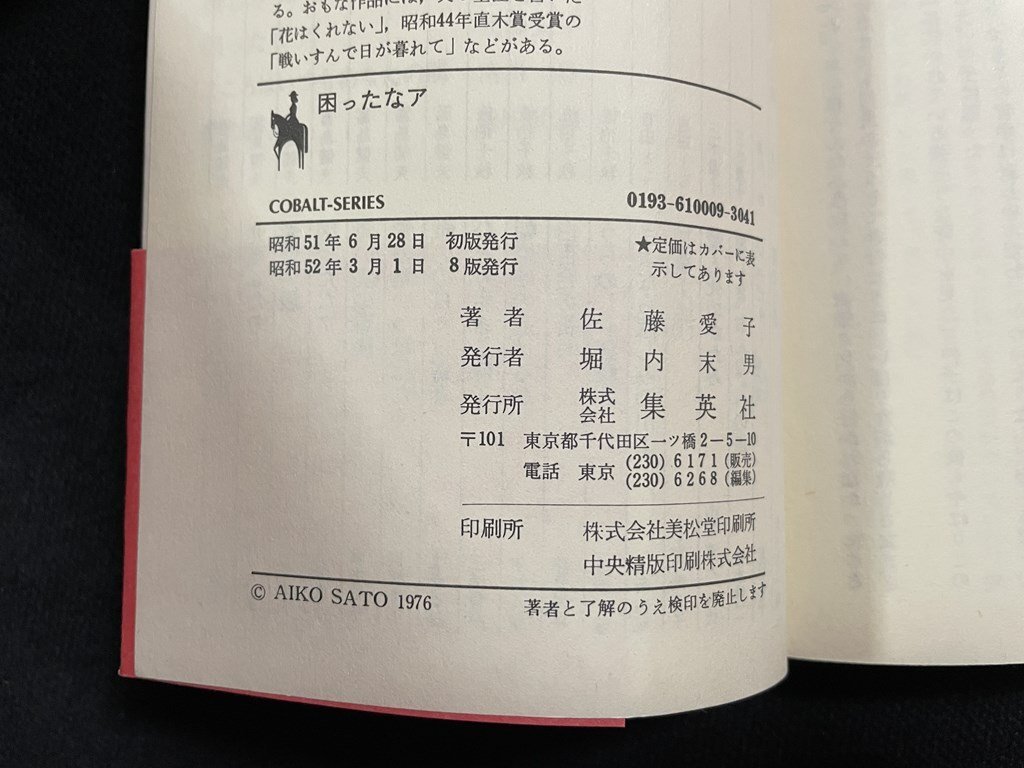 る。おもな作品には，
「花はくれない」，昭和44年直木賞受賞の
「戦いすんで日が暮れて」などがある。
困ったなア
COBALT-SERIES 0193-610009-3041
昭和51年 6 月 28 日 初版発行
昭和52年 3 月 1 日 8版発行
★定価はカバーに表
示してあります
著 者 佐 藤 愛 子
発行者 堀 内 末 男
発行所 株式会社 集 英 社
〒101 東京都千代田区一ツ橋2－5－10
電話 東京 (230) 6171 (販売)
(230) 6268 (編集)
印刷所 株式会社美松堂印刷所
中央精版印刷株式会社
© AIKO SATO 1976 著者と了解のうえ検印を廃止します